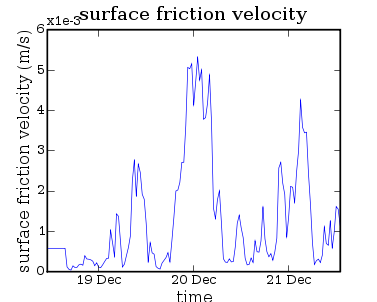 surface friction velocity
x1e-3
surface friction velocity (m/s)
6
5
4
3
2
1
0
19 Dec
20 Dec
21 Dec
time